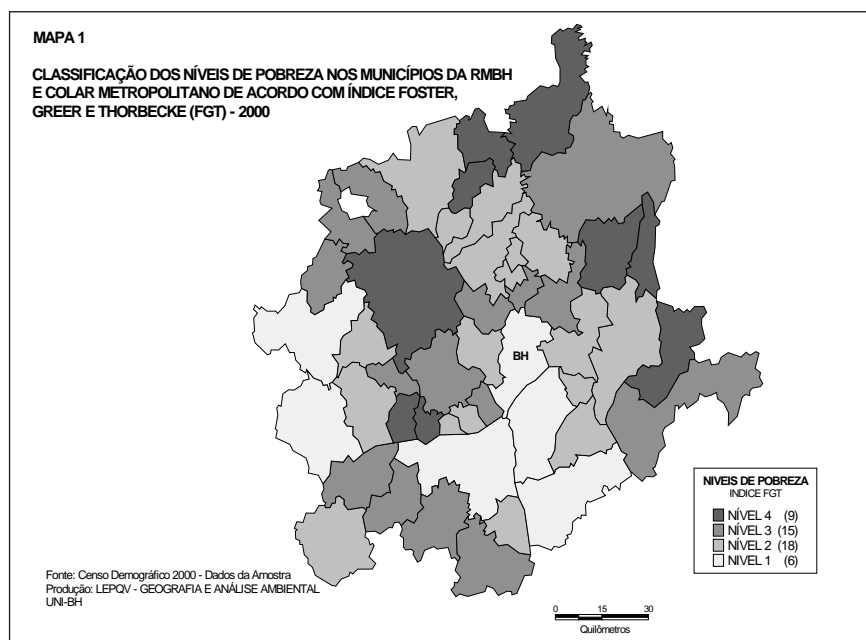 MAPA 1
CLASSIFICAÇÃO DOS NÍVEIS DE POBREZA NOS MUNICÍPIOS DA RMBH
E COLAR METROPOLITANO DE ACORDO COM ÍNDICE FOSTER,
GREER E THORBECKE (FGT) - 2000
BH
NIVEIS DE POBREZA
INDICE FGT
NÍVEL 4 (9)
NÍVEL 3 (15)
NÍVEL 2 (18)
NIVEL 1 (6)
Fonte: Censo Demográfico 2000 - Dados da Amostra
Produção: LEPQV - GEOGRAFIA E ANÁLISE AMBIENTAL
UNI-BH
0 15 30
Quilômetros